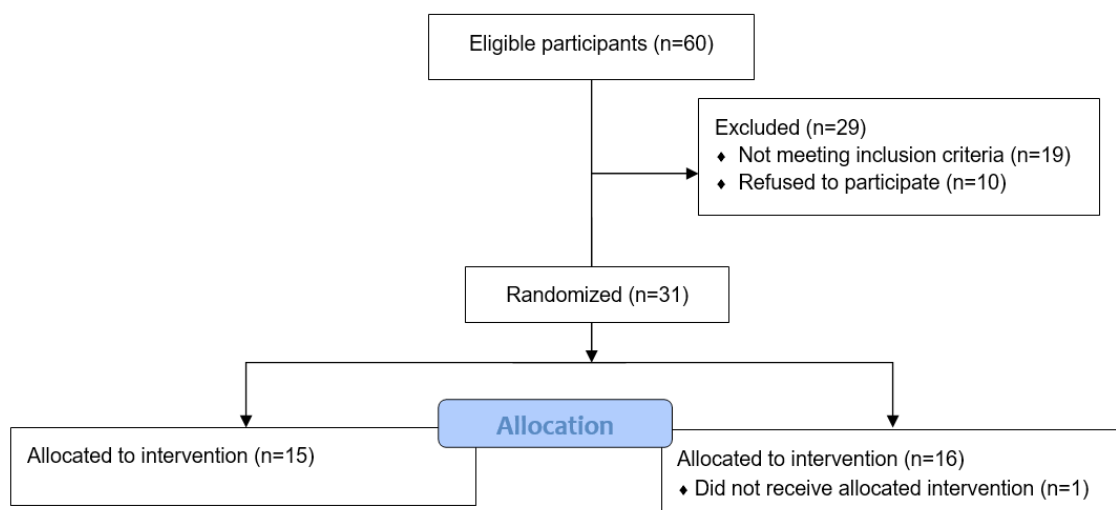 Eligible participants (n=60)
Excluded (n=29)
♦ Not meeting inclusion criteria (n=19)
♦ Refused to participate (n=10)
Randomized (n=31)
Allocation
Allocated to intervention (n=15)
Allocated to intervention (n=16)
♦ Did not receive allocated intervention (n=1)